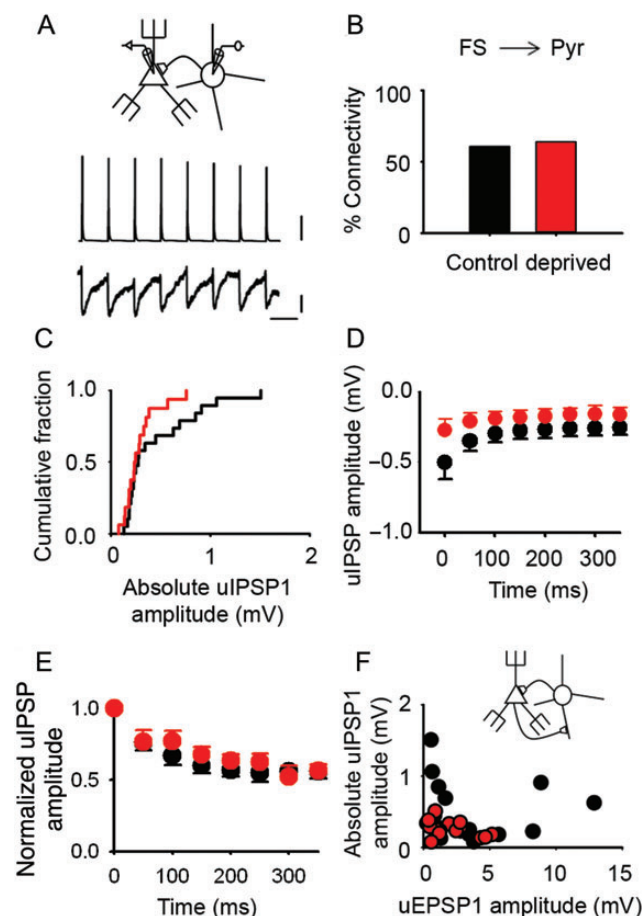 A
B
FS → Pyr
100
50
0
% Connectivity
Control deprived
C
1.0
0.5
0.0
Cumulative fraction
0 1 2
Absolute uIPSP1
amplitude (mV)
D
0.0
−0.5
−1.0
uIPSP amplitude (mV)
0 100 200 300
Time (ms)
E
1.0
0.5
0.0
Normalized uIPSP
amplitude
0 100 200 300
Time (ms)
F
2
1
0
Absolute uIPSP1
amplitude (mV)
0 5 10 15
uEPSP1 amplitude (mV)